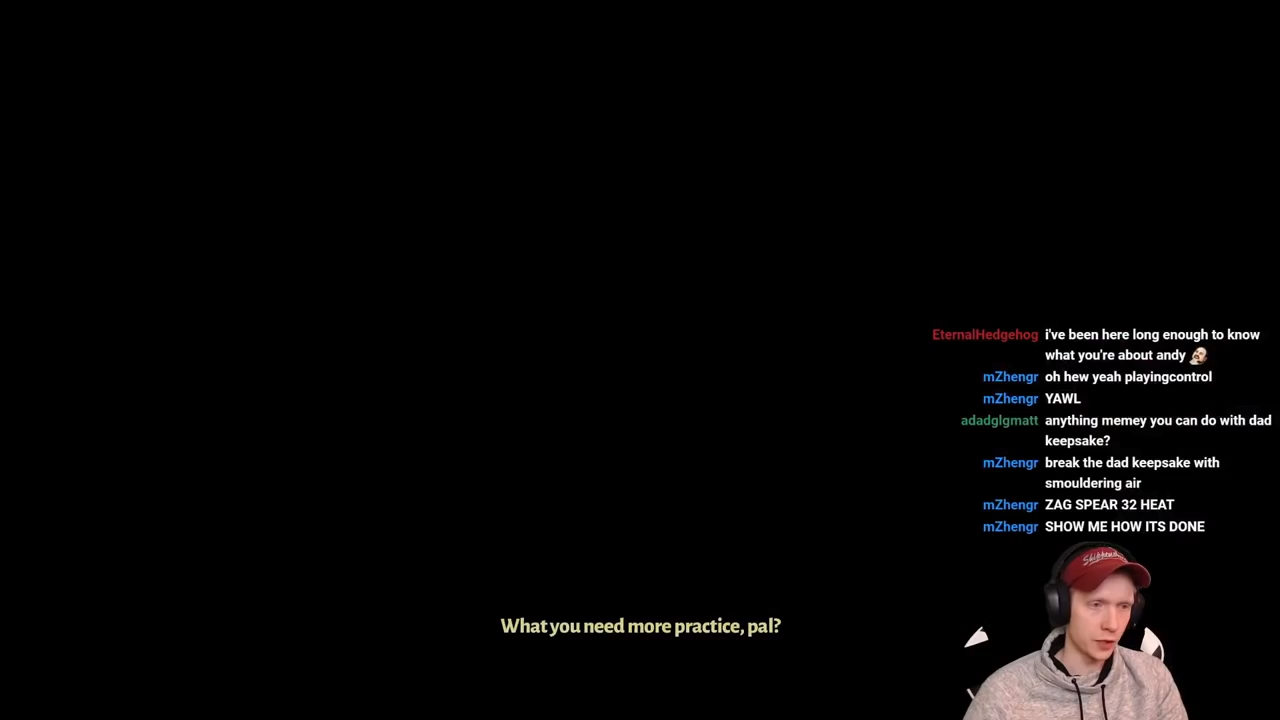 EternalHedgehog i've been here long enough to know
what you're about andy
mZhengr oh hew yeah playingcontrol
mZhengr YAWL
adadglgmatt anything memey you can do with dad
keepsake?
mZhengr break the dad keepsake with
smouldering air
mZhengr ZAG SPEAR 32 HEAT
mZhengr SHOW ME HOW ITS DONE
What you need more practice, pal?